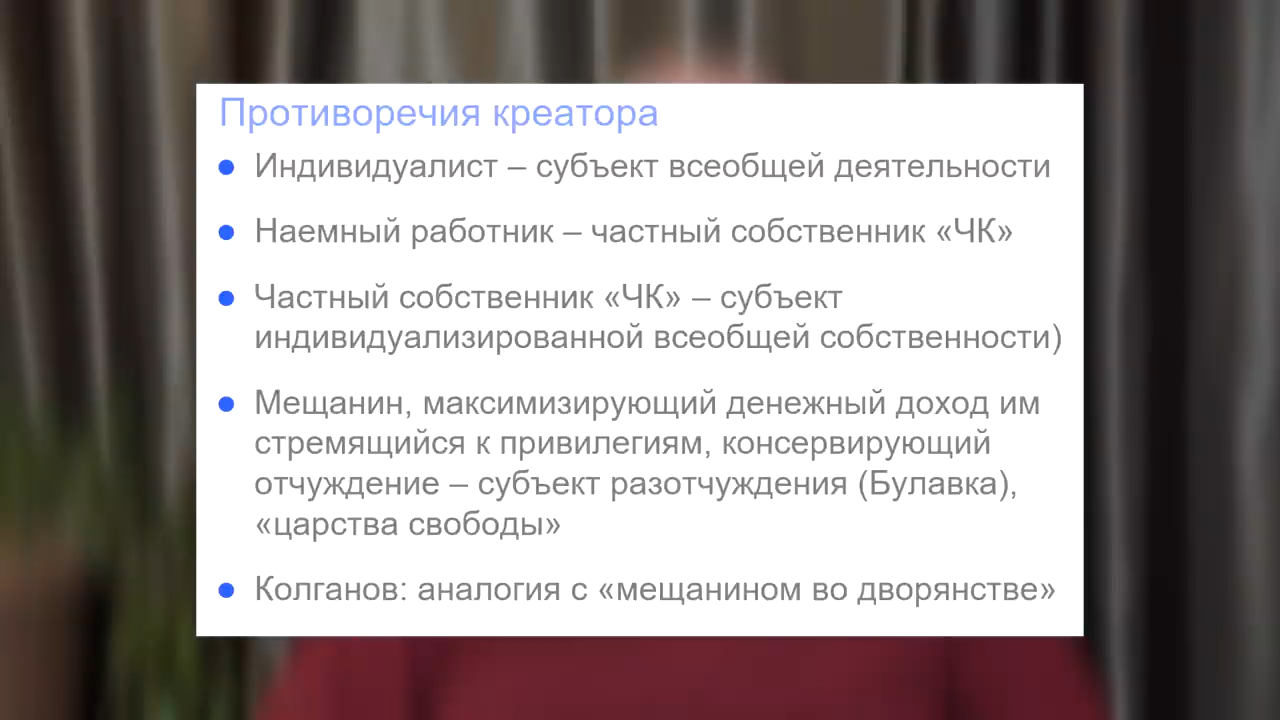 Противоречия креатора
Индивидуалист – субъект всеобщей деятельности
Наемный работник – частный собственник «ЧК»
Частный собственник «ЧК» – субъект
индивидуализированной всеобщей собственности)
Мещанин, максимизирующий денежный доход им
стремящийся к привилегиям, консервирующий
отчуждение – субъект разотчуждения (Булавка),
«царства свободы»
Колганов: аналогия с «мещанином во дворянстве»